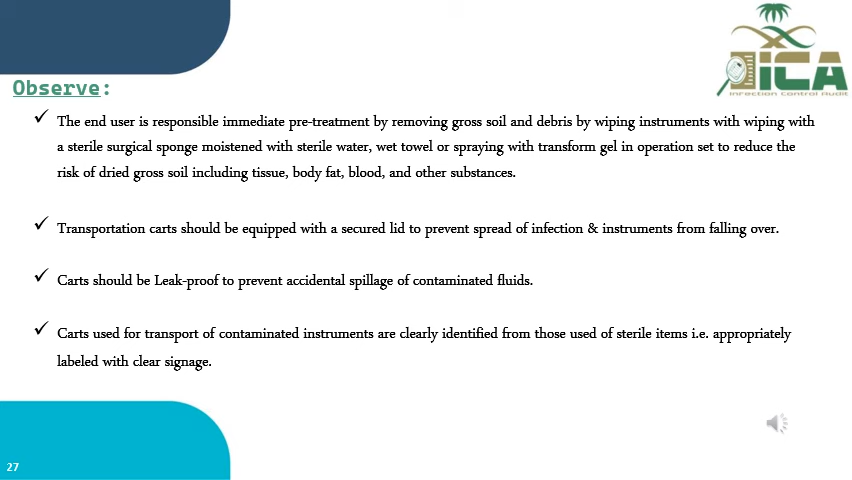 iCA
Infection Control Audit
Observe:
✓ The end user is responsible immediate pre-treatment by removing gross soil and debris by wiping instruments with wiping with
a sterile surgical sponge moistened with sterile water, wet towel or spraying with transform gel in operation set to reduce the
risk of dried gross soil including tissue, body fat, blood, and other substances.
✓ Transportation carts should be equipped with a secured lid to prevent spread of infection & instruments from falling over.
✓ Carts should be Leak-proof to prevent accidental spillage of contaminated fluids.
✓ Carts used for transport of contaminated instruments are clearly identified from those used of sterile items i.e. appropriately
labeled with clear signage.
27